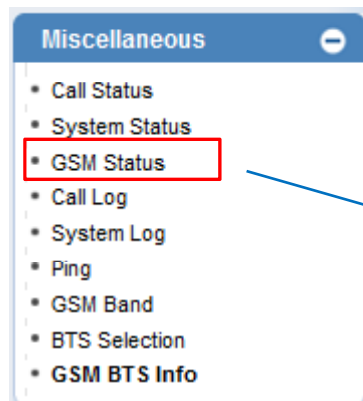 Miscellaneous
Call Status
System Status
GSM Status
Call Log
System Log
Ping
GSM Band
BTS Selection
GSM BTS Info